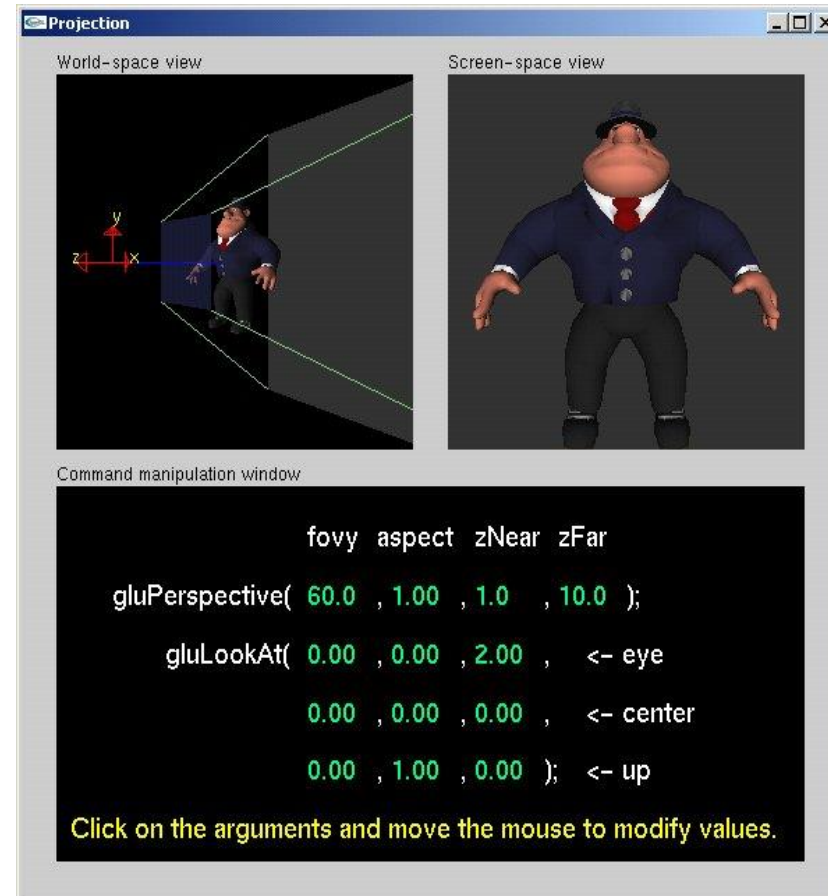 Projection
World-space view
Screen-space view
y
z x
Command manipulation window
fovy aspect zNear zFar
gluPerspective( 60.0 , 1.00 , 1.0 , 10.0 );
gluLookAt( 0.00 , 0.00 , 2.00 , <- eye
0.00 , 0.00 , 0.00 , <- center
0.00 , 1.00 , 0.00 ); <- up
Click on the arguments and move the mouse to modify values.